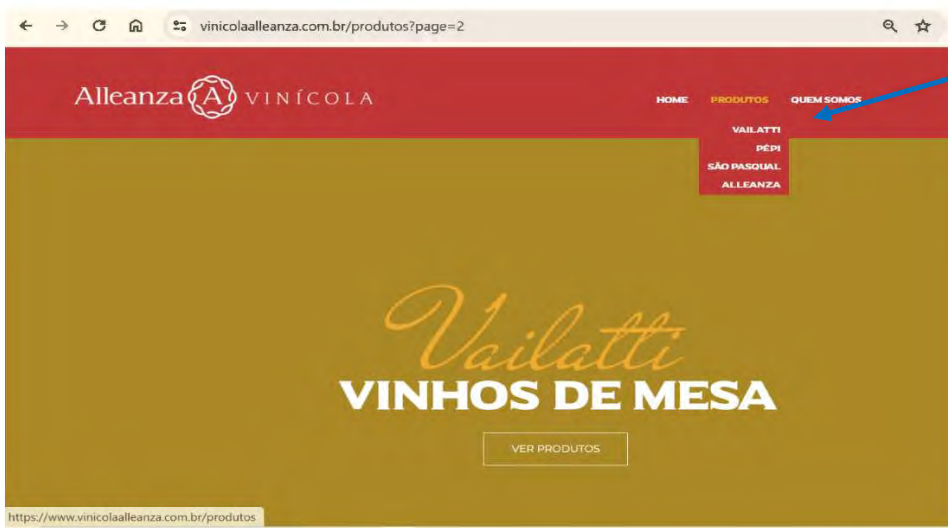 vinicolaalleanza.com.br/produtos?page=2
Alleanza A VINÍCOLA
HOME PRODUTOS QUEM SOMOS
VAILATTI
PÉPI
SÃO PASQUAL
ALLEANZA
Vailatti
VINHOS DE MESA
VER PRODUTOS
https://www.vinicolaalleanza.com.br/produtos